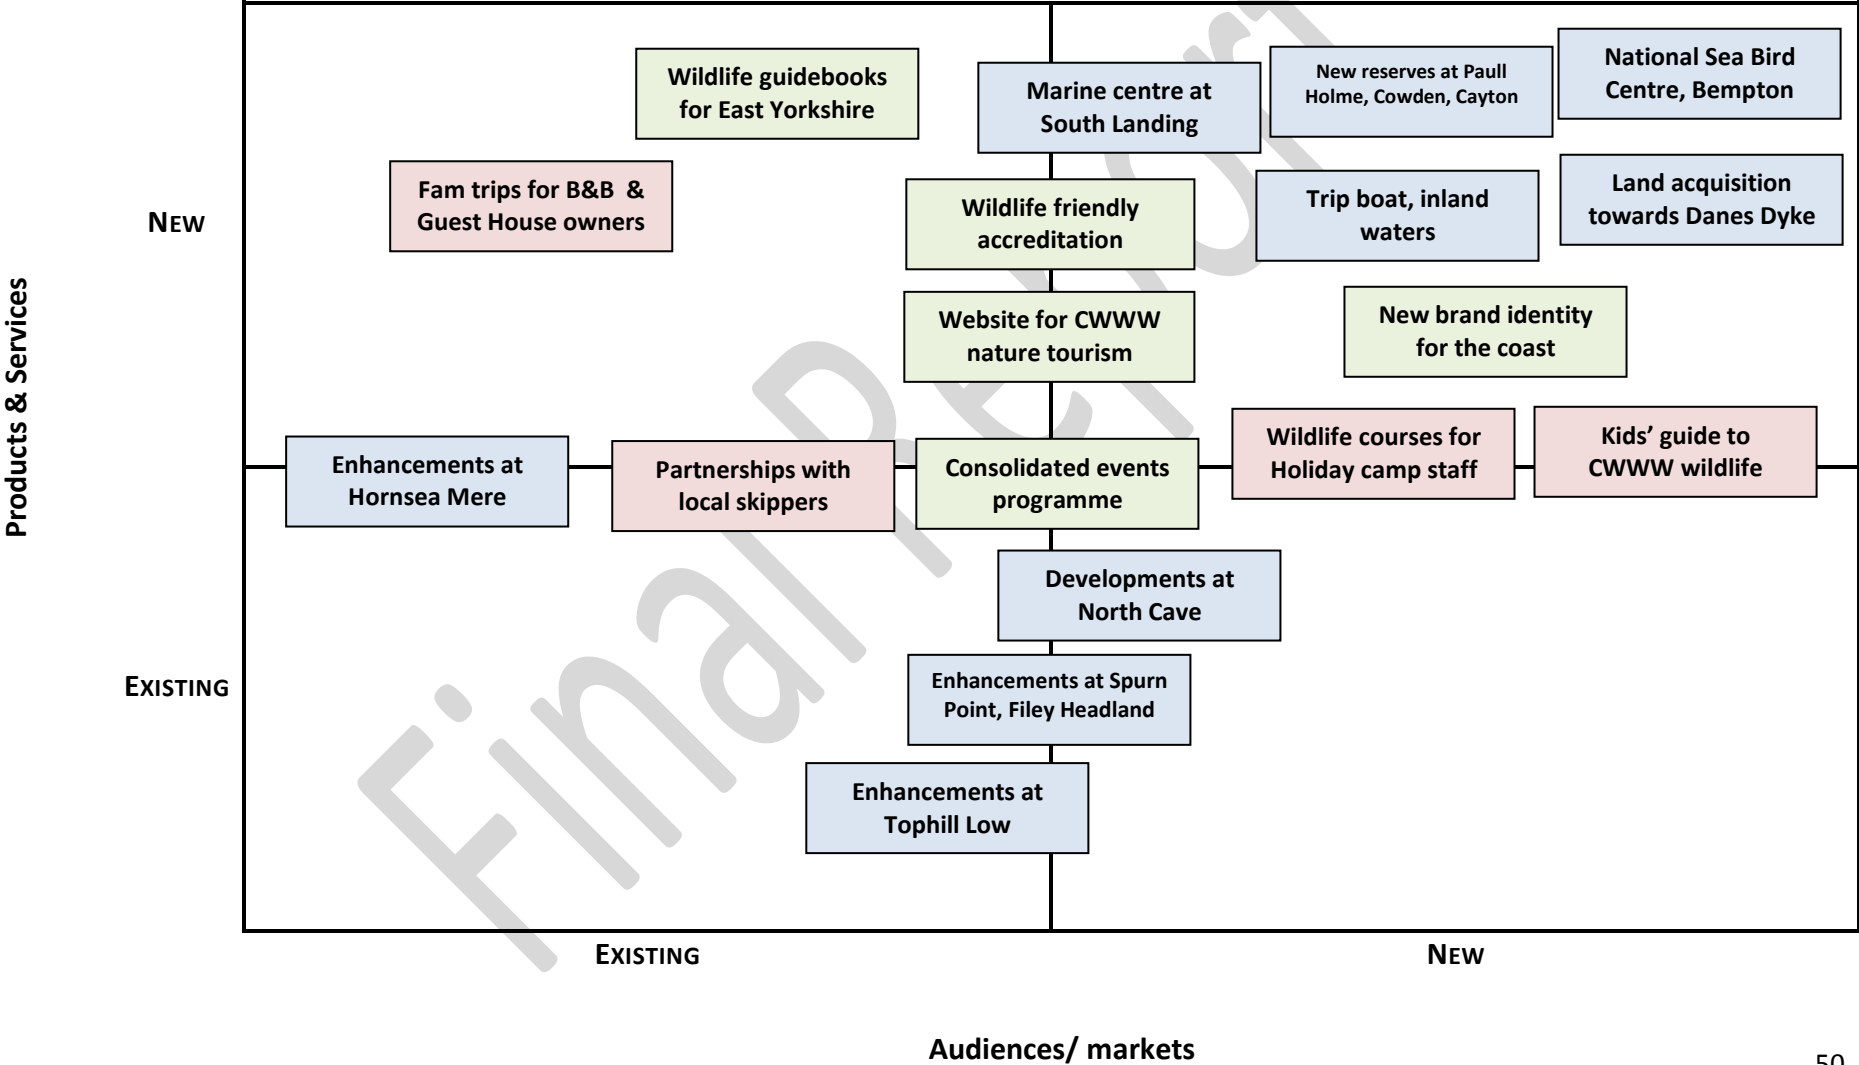 Wildlife guidebooks
for East Yorkshire
Marine centre at
South Landing
New reserves at Paull
Holme, Cowden, Cayton
National Sea Bird
Centre, Bempton
Fam trips for B&B &
Guest House owners
Wildlife friendly
accreditation
Trip boat, inland
waters
Land acquisition
towards Danes Dyke
NEW
Website for CWWW
nature tourism
New brand identity
for the coast
Products & Services
Enhancements at
Hornsea Mere
Partnerships with
local skippers
Consolidated events
programme
Wildlife courses for
Holiday camp staff
Kids’ guide to
CWWW wildlife
Developments at
North Cave
EXISTING
Enhancements at Spurn
Point, Filey Headland
Enhancements at
Tophill Low
EXISTING
NEW
Audiences/ markets
50
Final Report